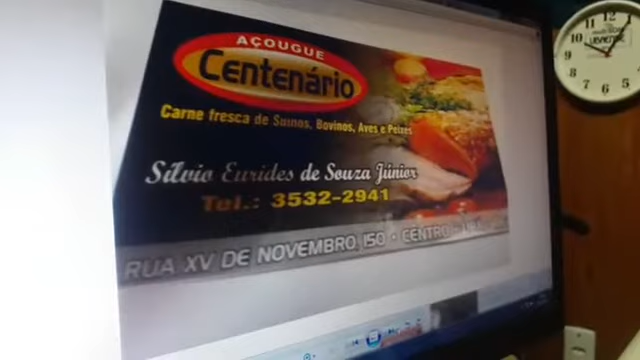 AÇOUGUE
Centenário
Carne fresca de Suínos, Bovinos, Aves e Peixes
Sílvio Eurides de Souza Júnior
Tel.: 3532-2941
RUA XV DE NOVEMBRO, 150 • CENTRO -